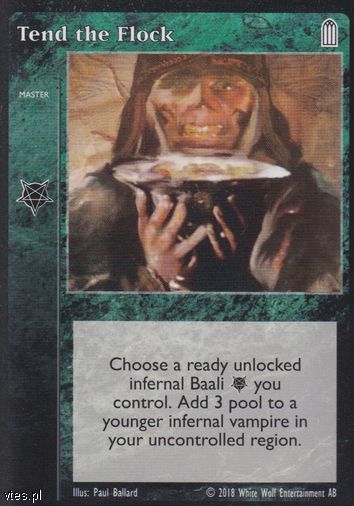 Tend the Flock
MASTER
Choose a ready unlocked
infernal Baali you
control. Add 3 pool to a
younger infernal vampire in
your uncontrolled region.
Illus: Paul Ballard © 2018 White Wolf Entertainment AB
vtes.pl